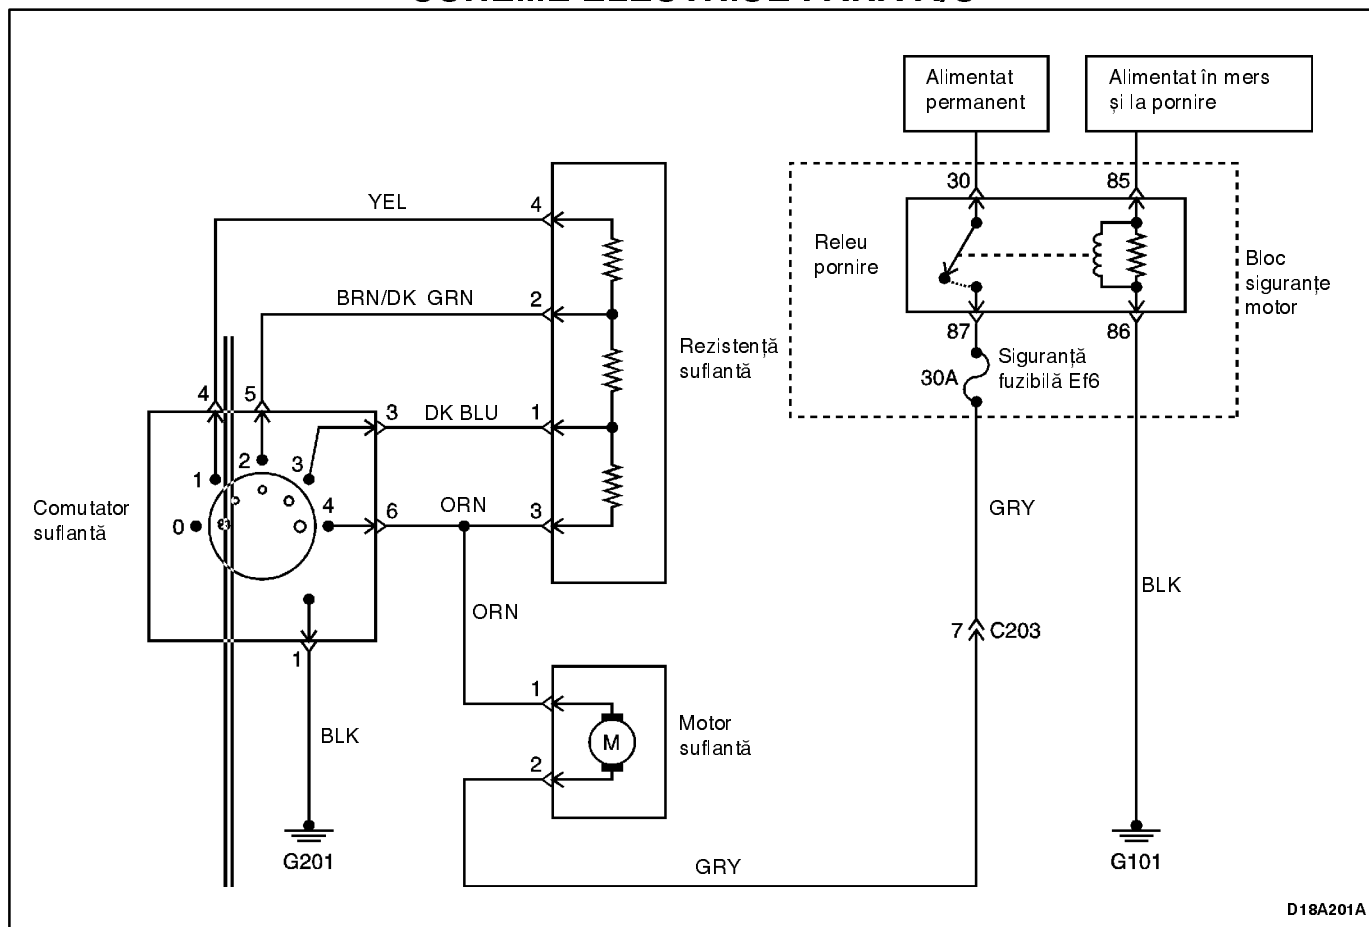 Alimentat
permanent
Alimentat în mers
și la pornire
30
85
YEL
4
Releu
pornire
Bloc
siguranțe
motor
BRN/DK GRN
2
87
86
Rezistență
suflantă
Siguranță
fuzibilă Ef6
30A
4
5
3
DK BLU
1
2
3
1
4
6
ORN
3
GRY
Comutator
suflantă
0
BLK
ORN
7
C203
1
1
Motor
suflantă
M
BLK
2
G201
GRY
G101
D18A201A